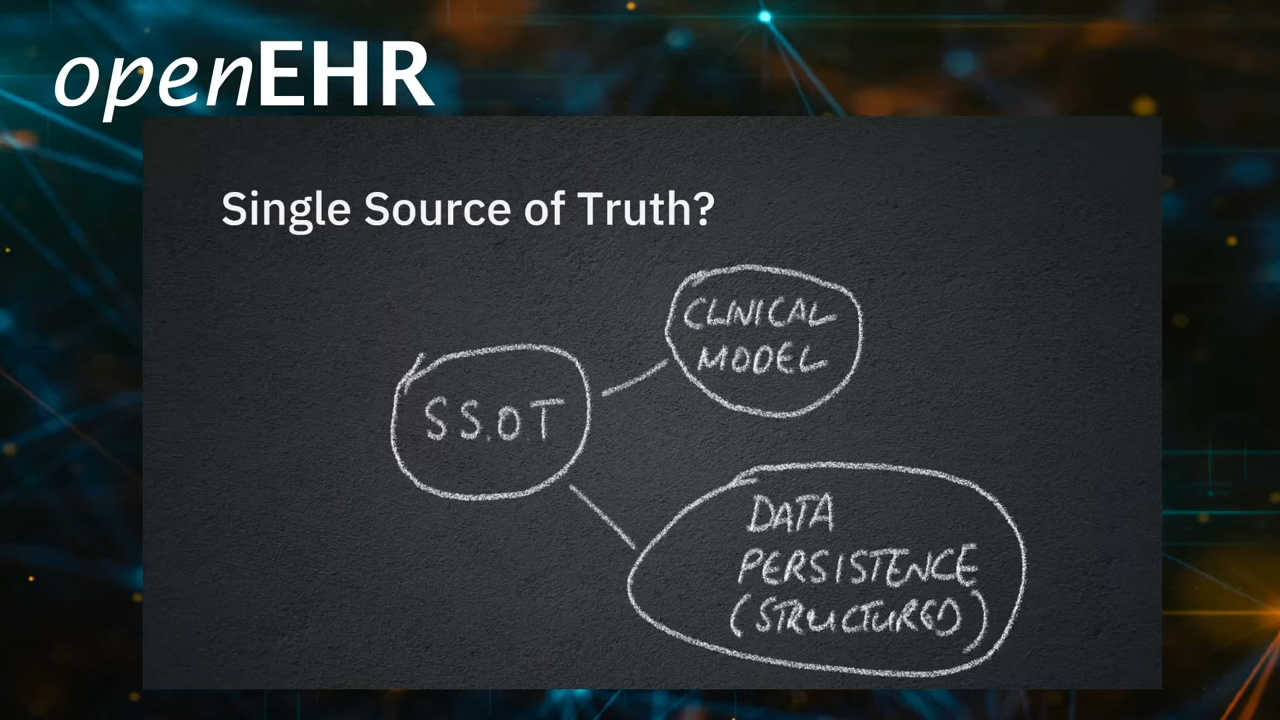 openEHR
Single Source of Truth?
CLINICAL
MODEL
S.S.O.T
DATA
PERSISTENCE
(STRUCTURED)